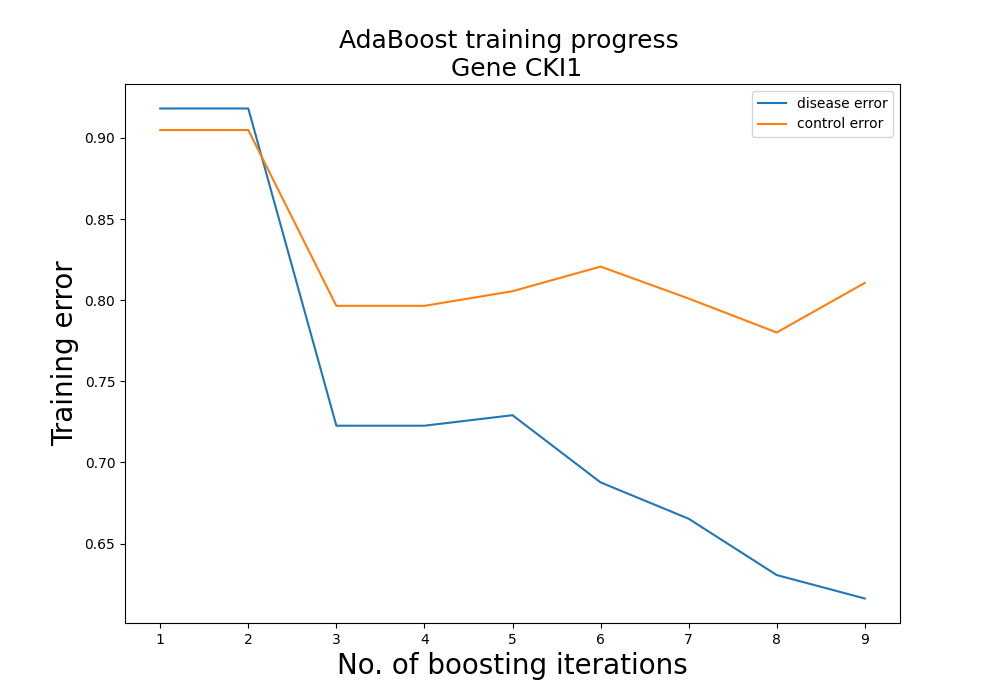 AdaBoost training progress
Gene CKI1
disease error
control error
Training error
0.90
0.85
0.80
0.75
0.70
0.65
1 2 3 4 5 6 7 8 9
No. of boosting iterations